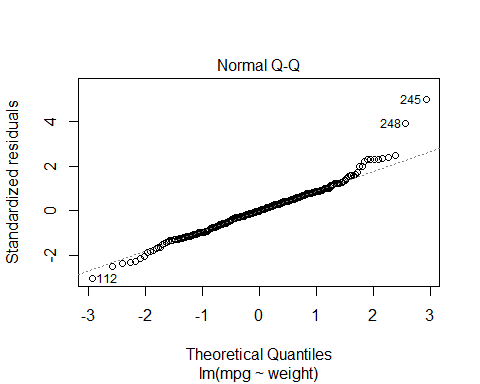 Normal Q-Q
Standardized residuals
4
2
0
-2
245
248
112
-3 -2 -1 0 1 2 3
Theoretical Quantiles
lm(mpg ~ weight)